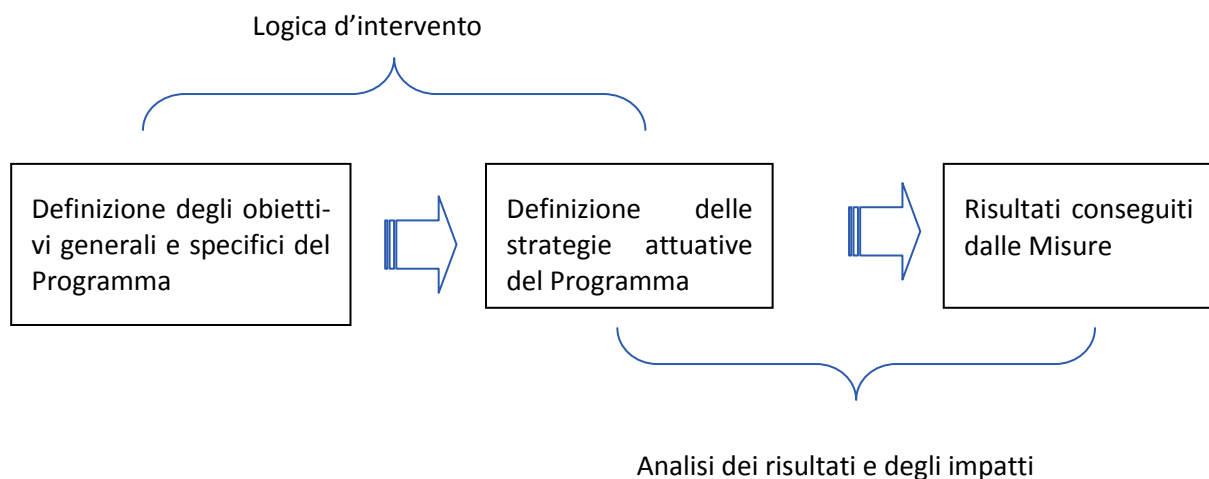 Logica d’intervento
Definizione degli obietti-
vi generali e specifici del
Programma
Definizione delle
strategie attuative
del Programma
Risultati conseguiti
dalle Misure
Analisi dei risultati e degli impatti